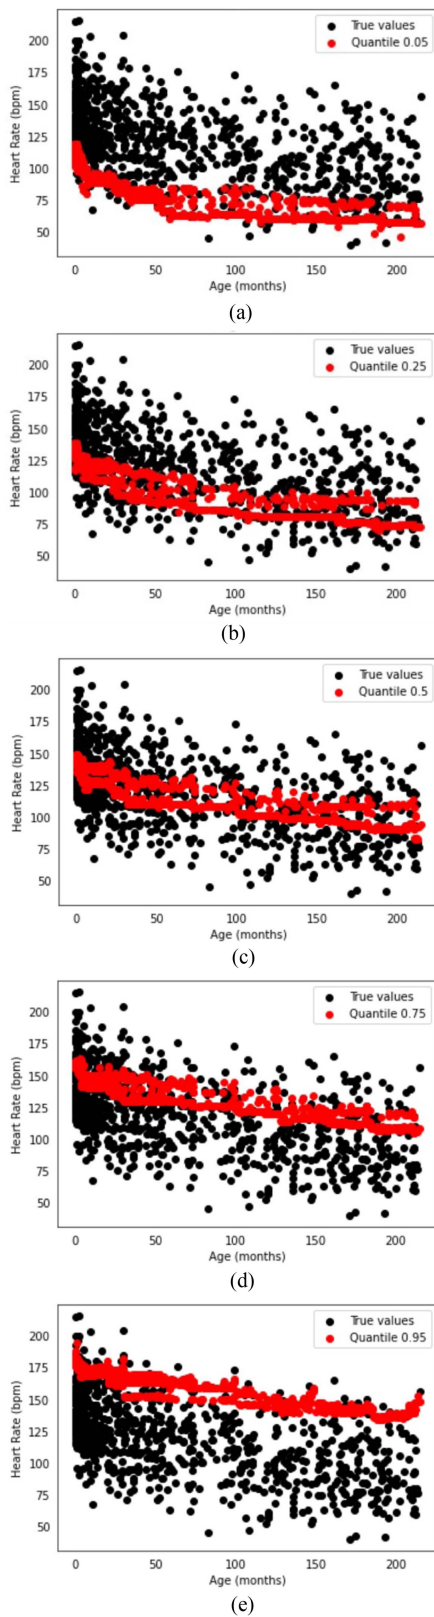 True values
Quantile 0.05
200
175
150
125
100
75
50
Heart Rate (bpm)
0 50 100 150 200
Age (months)
(a)
True values
Quantile 0.25
200
175
150
125
100
75
50
Heart Rate (bpm)
0 50 100 150 200
Age (months)
(b)
True values
Quantile 0.5
200
175
150
125
100
75
50
Heart Rate (bpm)
0 50 100 150 200
Age (months)
(c)
True values
Quantile 0.75
200
175
150
125
100
75
50
Heart Rate (bpm)
0 50 100 150 200
Age (months)
(d)
True values
Quantile 0.95
200
175
150
125
100
75
50
Heart Rate (bpm)
0 50 100 150 200
Age (months)
(e)